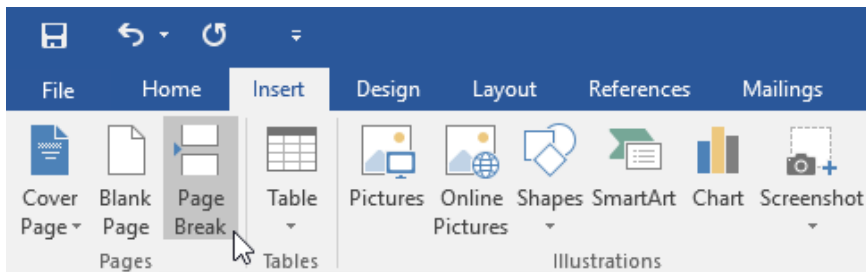 File Home Insert Design Layout References Mailings
Cover Blank Page Table Pictures Online Shapes SmartArt Chart Screenshot
Page Page Break Pictures
Pages Tables Illustrations